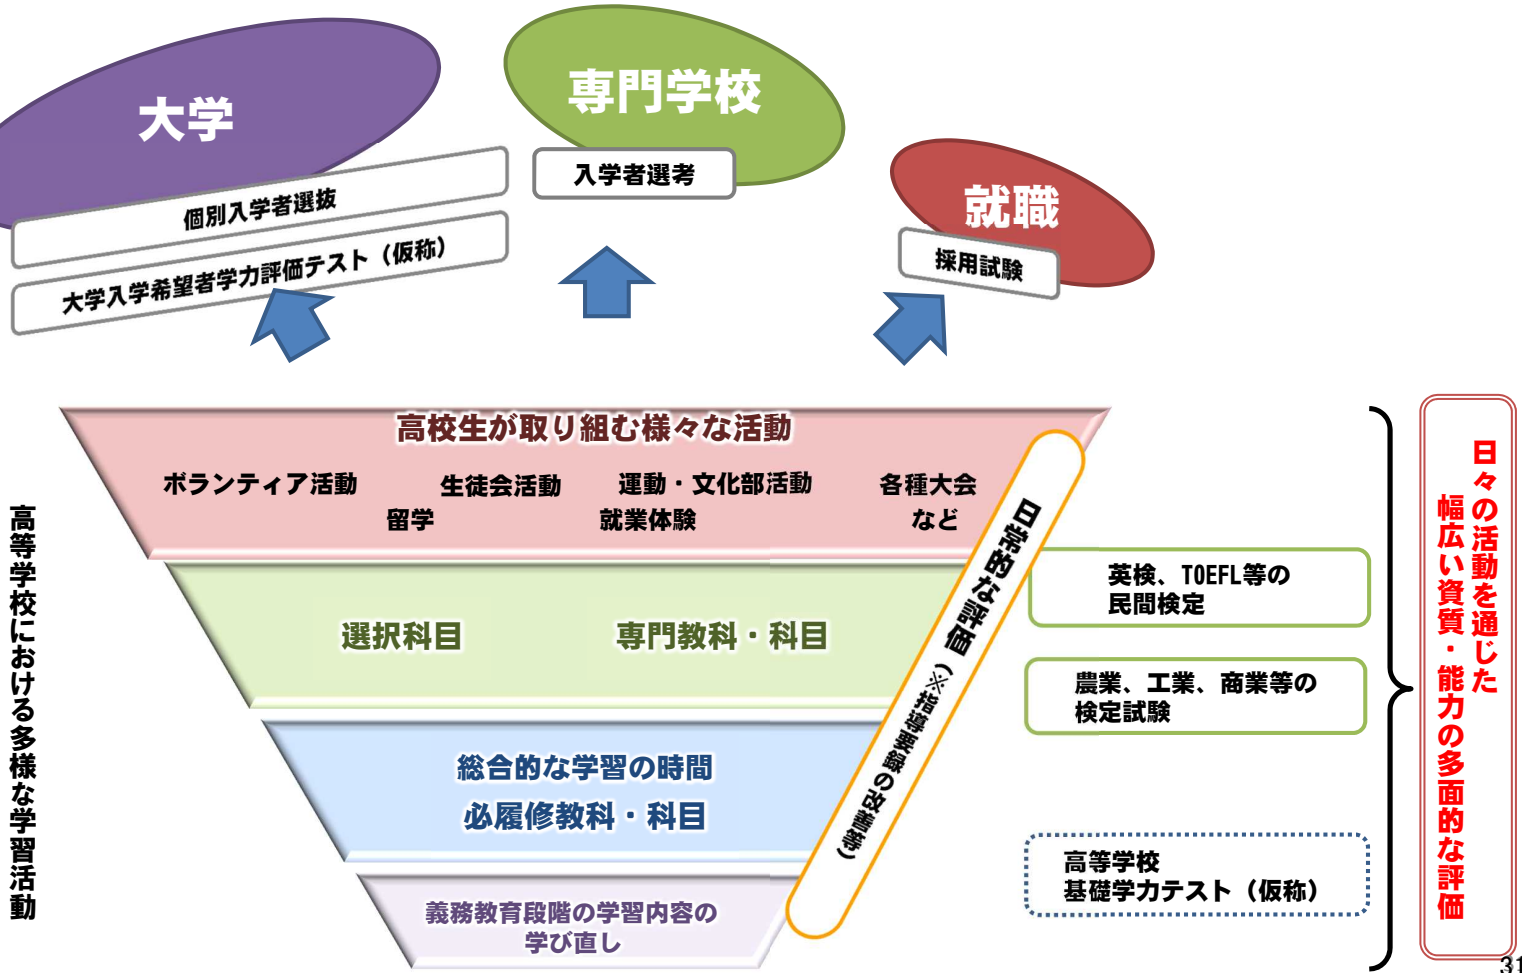 大学
個別入学者選抜
大学入学希望者学力評価テスト（仮称）
専門学校
入学者選考
就職
採用試験
高等学校における多様な学習活動
高校生が取り組む様々な活動
ボランティア活動
生徒会活動
運動・文化部活動
各種大会
留学
就業体験
など
選択科目
専門教科・科目
総合的な学習の時間
必履修教科・科目
義務教育段階の学習内容の
学び直し
日常的な評価（※指導要録の改善等）
英検、TOEFL等の
民間検定
農業、工業、商業等の
検定試験
高等学校
基礎学力テスト（仮称）
日々の活動を通じた
幅広い資質・能力の多面的な評価
31